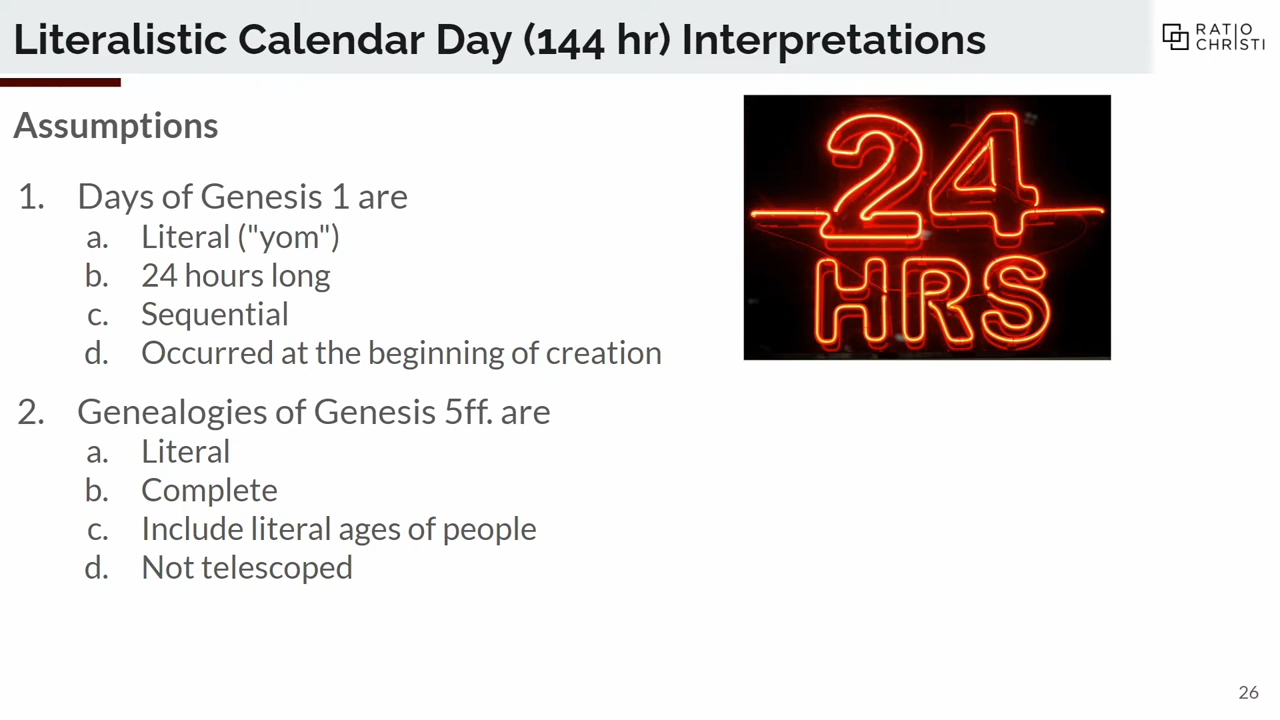 Literalistic Calendar Day (144 hr) Interpretations
RATIO
CHRISTI
Assumptions
1. Days of Genesis 1 are
a. Literal ("yom")
b. 24 hours long
c. Sequential
d. Occurred at the beginning of creation
2. Genealogies of Genesis 5ff. are
a. Literal
b. Complete
c. Include literal ages of people
d. Not telescoped
24
HRS
26